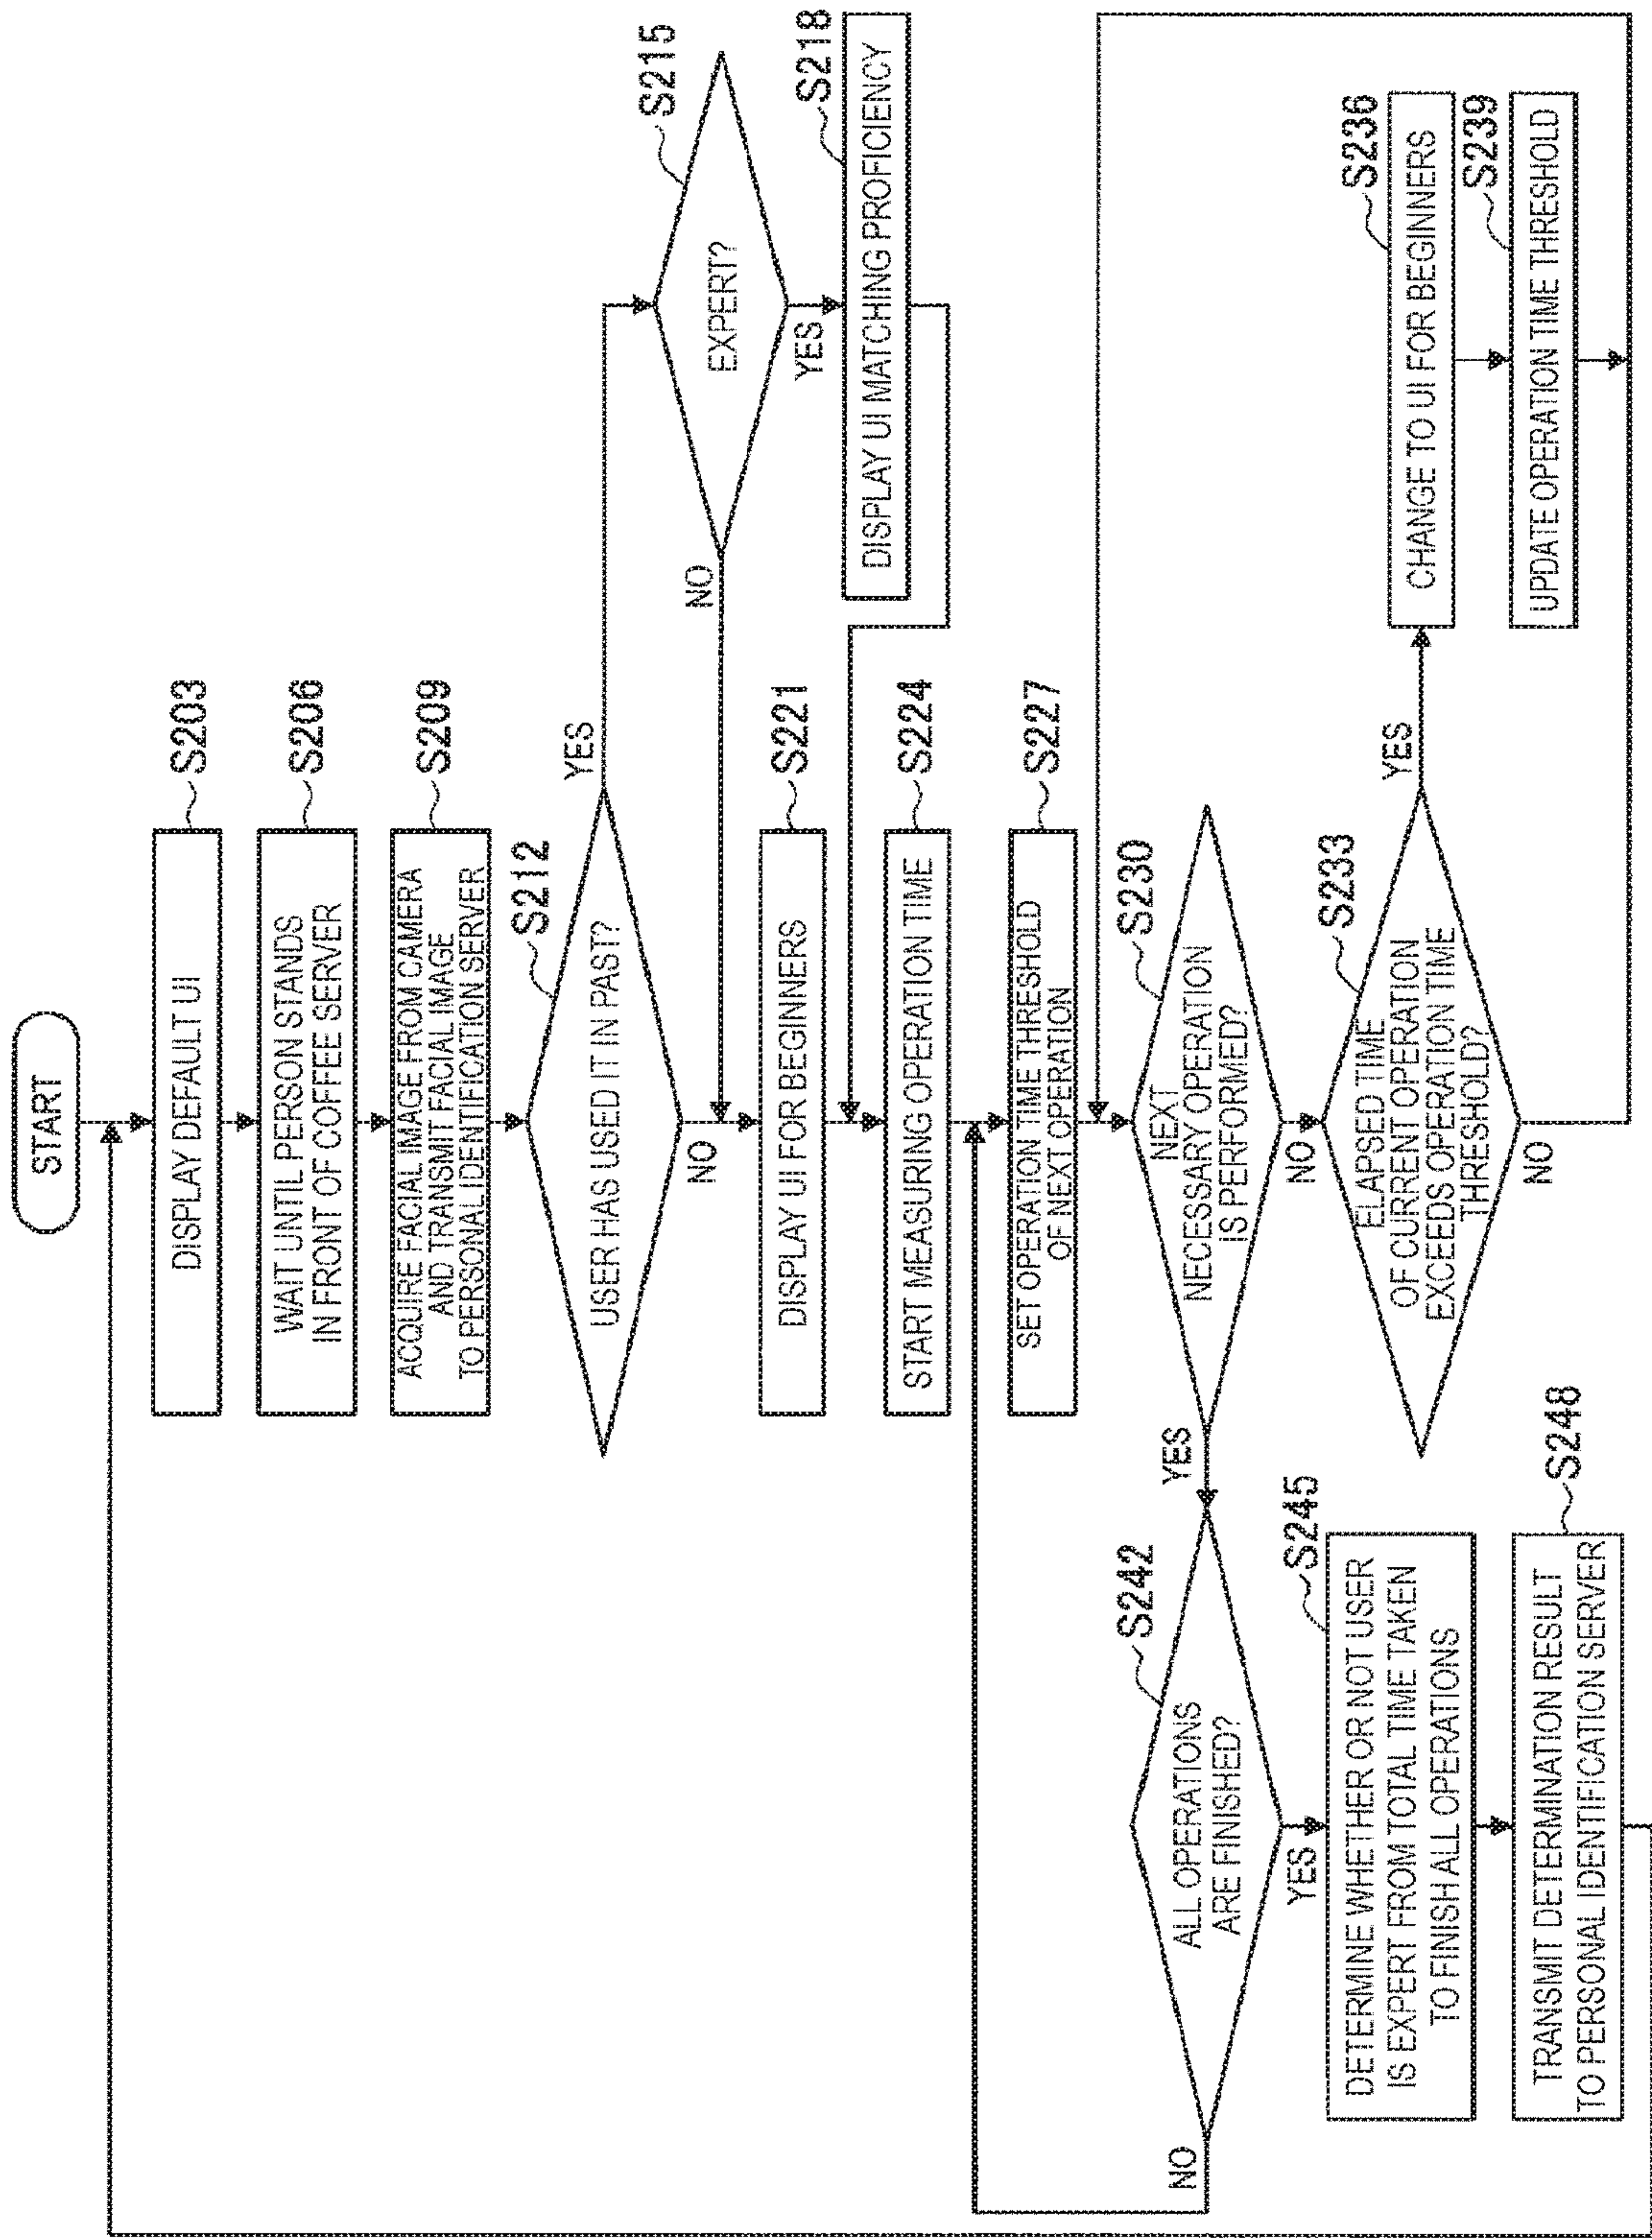 START
DISPLAY DEFAULT UI
S203
WAIT UNTIL PERSON STANDS
IN FRONT OF COFFEE SERVER
S206
ACQUIRE FACIAL IMAGE FROM CAMERA
AND TRANSMIT FACIAL IMAGE
TO PERSONAL IDENTIFICATION SERVER
S209
USER HAS USED IT IN PAST?
S212
YES
NO
EXPERT?
S215
NO
YES
DISPLAY UI MATCHING PROFICIENCY
S218
DISPLAY UI FOR BEGINNERS
S221
START MEASURING OPERATION TIME
S224
SET OPERATION TIME THRESHOLD
OF NEXT OPERATION
S227
NEXT
NECESSARY OPERATION
IS PERFORMED?
S230
YES
NO
ELAPSED TIME
OF CURRENT OPERATION
EXCEEDS OPERATION TIME
THRESHOLD?
S233
YES
NO
CHANGE TO UI FOR BEGINNERS
S236
UPDATE OPERATION TIME THRESHOLD
S239
ALL OPERATIONS
ARE FINISHED?
S242
NO
YES
DETERMINE WHETHER OR NOT USER
IS EXPERT FROM TOTAL TIME TAKEN
TO FINISH ALL OPERATIONS
S245
TRANSMIT DETERMINATION RESULT
TO PERSONAL IDENTIFICATION SERVER
S248